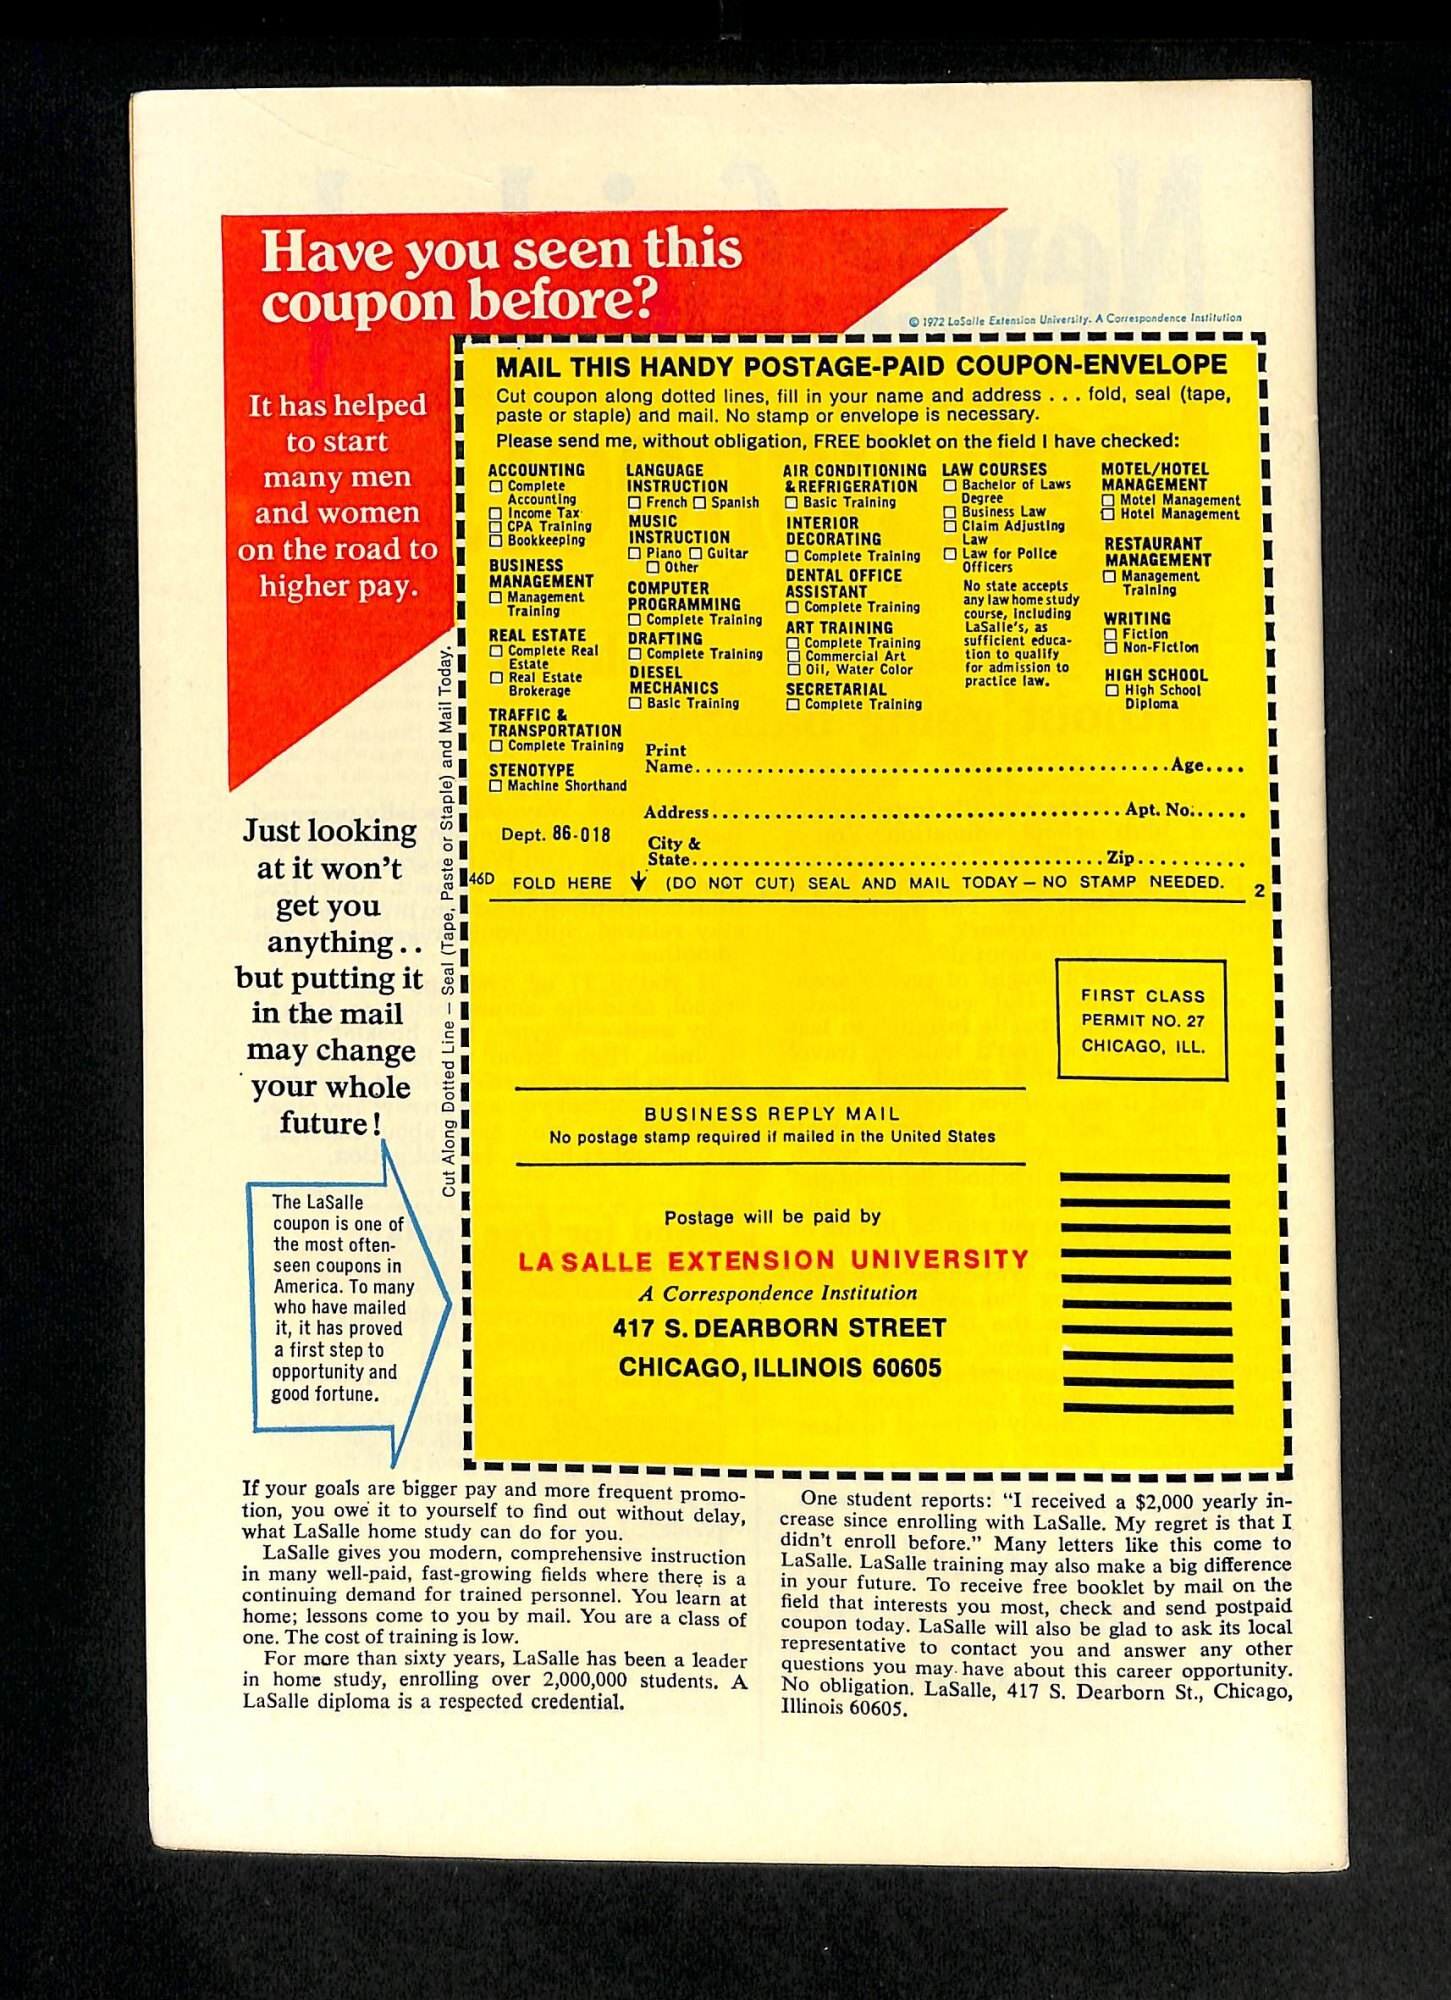 Have you seen this
coupon before?
© 1972 LaSalle Extension University. A Correspondence Institution
It has helped
to start
many men
and women
on the road to
higher pay.
Just looking
at it won't
get you
anything . .
but putting it
in the mail
may change
your whole
future!
The LaSalle
coupon is one of
the most often-
seen coupons in
America. To many
who have mailed
it, it has proved
a first step to
opportunity and
good fortune.
Cut Along Dotted Line — Seal (Tape, Paste or Staple) and Mail Today.
MAIL THIS HANDY POSTAGE-PAID COUPON-ENVELOPE
Cut coupon along dotted lines, fill in your name and address . . . fold, seal (tape,
paste or staple) and mail. No stamp or envelope is necessary.
Please send me, without obligation, FREE booklet on the field I have checked:
ACCOUNTING
☐ Complete
Accounting
☐ Income Tax
☐ CPA Training
☐ Bookkeeping
BUSINESS
MANAGEMENT
☐ Management
Training
REAL ESTATE
☐ Complete Real
Estate
☐ Real Estate
Brokerage
TRAFFIC &
TRANSPORTATION
☐ Complete Training
STENOTYPE
☐ Machine Shorthand
LANGUAGE
INSTRUCTION
☐ French ☐ Spanish
MUSIC
INSTRUCTION
☐ Piano ☐ Guitar
☐ Other
COMPUTER
PROGRAMMING
☐ Complete Training
DRAFTING
☐ Complete Training
DIESEL
MECHANICS
☐ Basic Training
AIR CONDITIONING
& REFRIGERATION
☐ Basic Training
INTERIOR
DECORATING
☐ Complete Training
DENTAL OFFICE
ASSISTANT
☐ Complete Training
ART TRAINING
☐ Complete Training
☐ Commercial Art
☐ Oil, Water Color
SECRETARIAL
☐ Complete Training
LAW COURSES
☐ Bachelor of Laws
Degree
☐ Business Law
☐ Claim Adjusting
Law
☐ Law for Police
Officers
No state accepts
any law home study
course, including
LaSalle's, as
sufficient educa-
tion to qualify
for admission to
practice law.
MOTEL/HOTEL
MANAGEMENT
☐ Motel Management
☐ Hotel Management
RESTAURANT
MANAGEMENT
☐ Management
Training
WRITING
☐ Fiction
☐ Non-Fiction
HIGH SCHOOL
☐ High School
Diploma
Print
Name..............................................Age....
Address........................................Apt. No:.....
Dept. 86-018
City &
State........................................Zip..........
46D FOLD HERE ↓ (DO NOT CUT) SEAL AND MAIL TODAY — NO STAMP NEEDED. 2
FIRST CLASS
PERMIT NO. 27
CHICAGO, ILL.
BUSINESS REPLY MAIL
No postage stamp required if mailed in the United States
Postage will be paid by
LA SALLE EXTENSION UNIVERSITY
A Correspondence Institution
417 S. DEARBORN STREET
CHICAGO, ILLINOIS 60605
If your goals are bigger pay and more frequent promo-
tion, you owe it to yourself to find out without delay,
what LaSalle home study can do for you.
LaSalle gives you modern, comprehensive instruction
in many well-paid, fast-growing fields where there is a
continuing demand for trained personnel. You learn at
home; lessons come to you by mail. You are a class of
one. The cost of training is low.
For more than sixty years, LaSalle has been a leader
in home study, enrolling over 2,000,000 students. A
LaSalle diploma is a respected credential.
One student reports: "I received a $2,000 yearly in-
crease since enrolling with LaSalle. My regret is that I
didn't enroll before." Many letters like this come to
LaSalle. LaSalle training may also make a big difference
in your future. To receive free booklet by mail on the
field that interests you most, check and send postpaid
coupon today. LaSalle will also be glad to ask its local
representative to contact you and answer any other
questions you may have about this career opportunity.
No obligation. LaSalle, 417 S. Dearborn St., Chicago,
Illinois 60605.